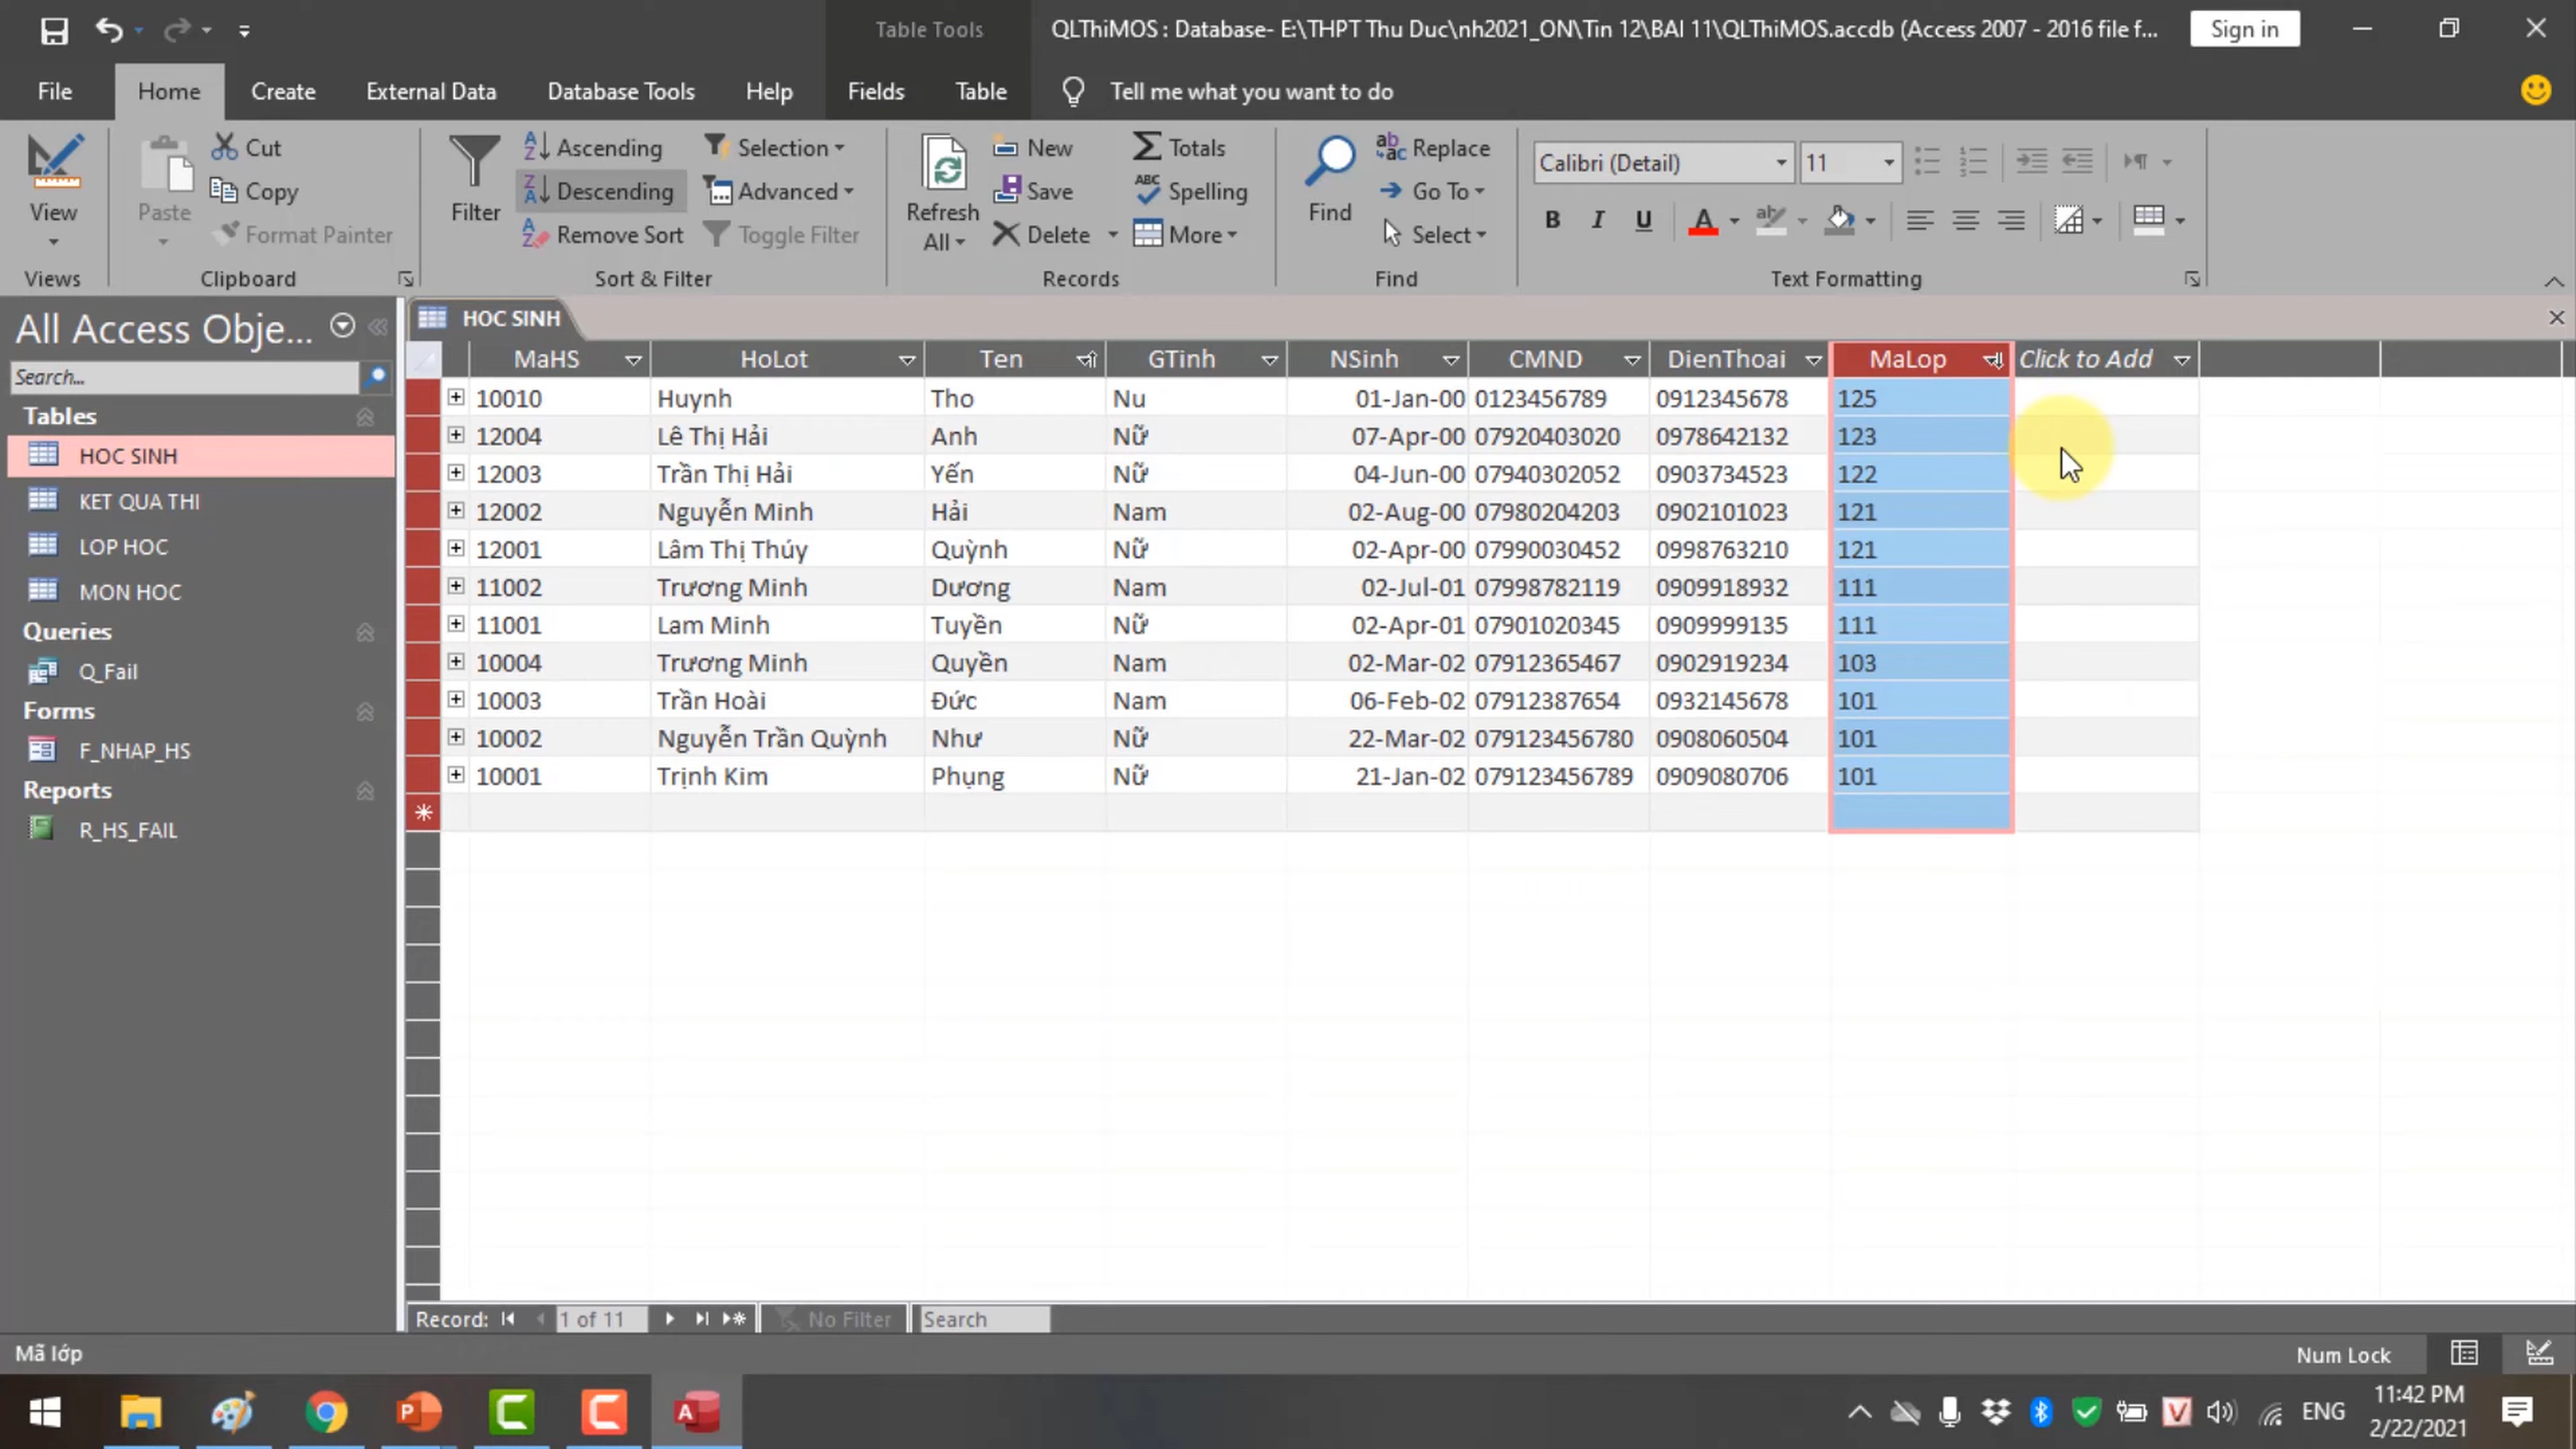 Table Tools
QLThiMOS : Database- E:\THPT Thu Duc\nh2021_ON\Tin 12\BAI 11\QLThiMOS.accdb (Access 2007 - 2016 file f...
Sign in
File Home Create External Data Database Tools Help Fields Table Tell me what you want to do
View
Views
Paste
Cut
Copy
Format Painter
Clipboard
Filter
Ascending
Descending
Remove Sort
Selection
Advanced
Toggle Filter
Sort & Filter
Refresh All
New
Save
Delete
Totals
Spelling
More
Records
Find
Replace
Go To
Select
Find
Calibri (Detail) 11
B I U A
Text Formatting
All Access Obje...
Search...
Tables
HOC SINH
KET QUA THI
LOP HOC
MON HOC
Queries
Q_Fail
Forms
F_NHAP_HS
Reports
R_HS_FAIL
HOC SINH
MaHS HoLot Ten GTinh NSinh CMND DienThoai MaLop Click to Add
10010 Huynh Tho Nu 01-Jan-00 0123456789 0912345678 125
12004 Lê Thị Hải Anh Nữ 07-Apr-00 07920403020 0978642132 123
12003 Trần Thị Hải Yến Nữ 04-Jun-00 07940302052 0903734523 122
12002 Nguyễn Minh Hải Nam 02-Aug-00 07980204203 0902101023 121
12001 Lâm Thị Thúy Quỳnh Nữ 02-Apr-00 07990030452 0998763210 121
11002 Trương Minh Dương Nam 02-Jul-01 07998782119 0909918932 111
11001 Lam Minh Tuyền Nữ 02-Apr-01 07901020345 0909999135 111
10004 Trương Minh Quyền Nam 02-Mar-02 07912365467 0902919234 103
10003 Trần Hoài Đức Nam 06-Feb-02 07912387654 0932145678 101
10002 Nguyễn Trần Quỳnh Như Nữ 22-Mar-02 079123456780 0908060504 101
10001 Trịnh Kim Phụng Nữ 21-Jan-02 079123456789 0909080706 101
Record: 1 of 11 No Filter Search
Mã lớp
Num Lock
ENG
11:42 PM
2/22/2021